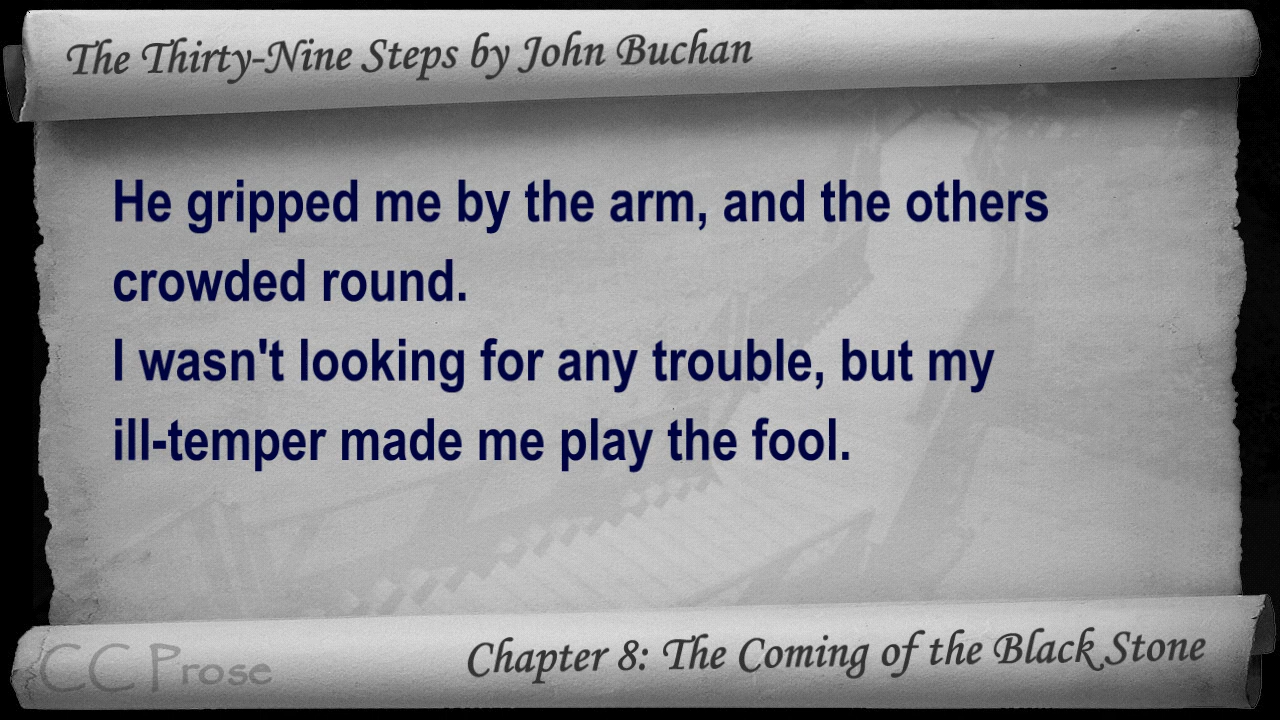 The Thirty-Nine Steps by John Buchan
He gripped me by the arm, and the others
crowded round.
I wasn't looking for any trouble, but my
ill-temper made me play the fool.
CC Prose
Chapter 8: The Coming of the Black Stone